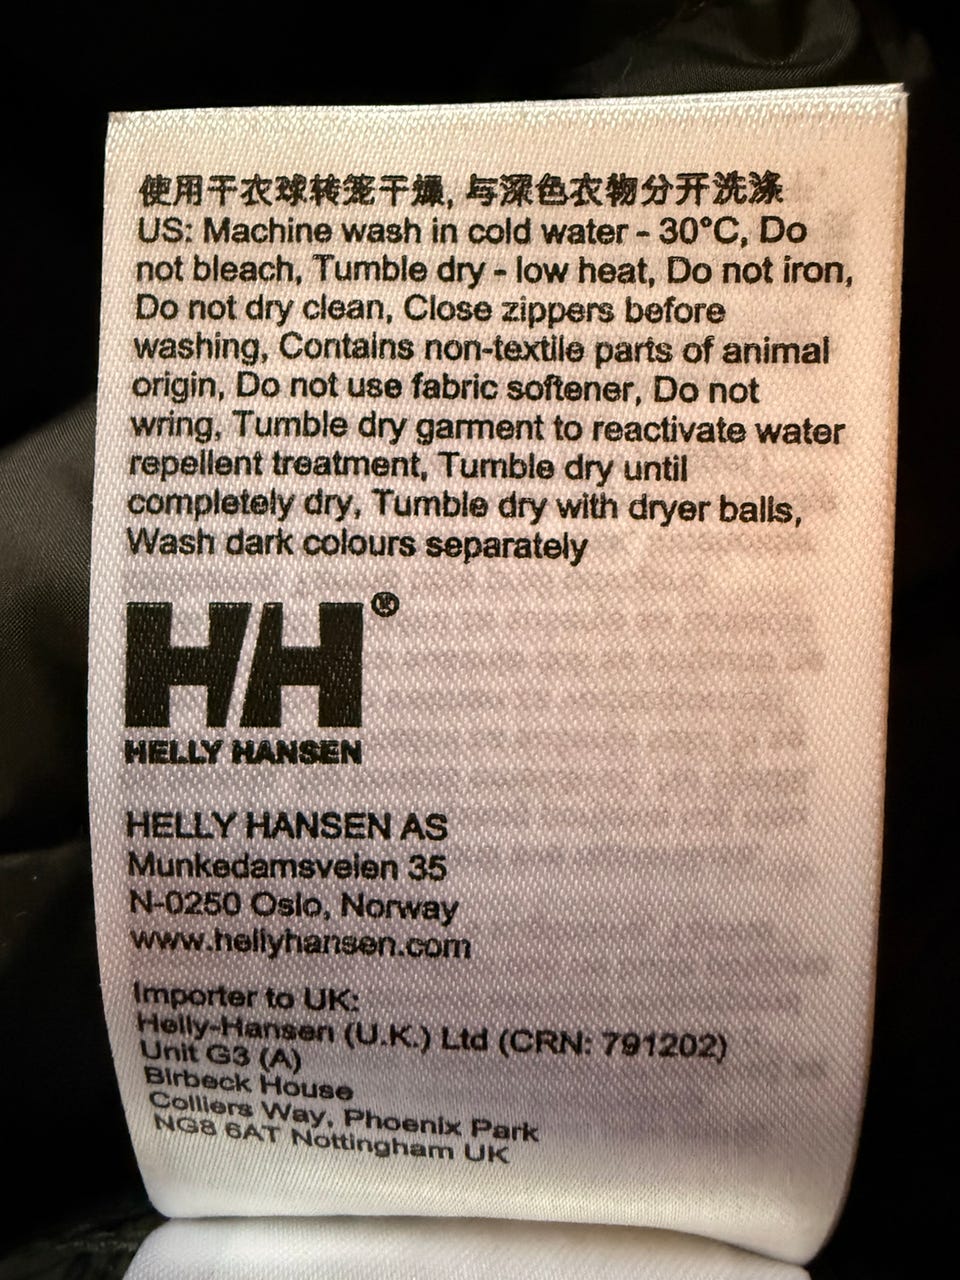 使用干衣球转笼干燥, 与深色衣物分开洗涤
US: Machine wash in cold water - 30°C, Do
not bleach, Tumble dry - low heat, Do not iron,
Do not dry clean, Close zippers before
washing, Contains non-textile parts of animal
origin, Do not use fabric softener, Do not
wring, Tumble dry garment to reactivate water
repellent treatment, Tumble dry until
completely dry, Tumble dry with dryer balls,
Wash dark colours separately
HH®
HELLY HANSEN
HELLY HANSEN AS
Munkedamsveien 35
N-0250 Oslo, Norway
www.hellyhansen.com
Importer to UK:
Helly-Hansen (U.K.) Ltd (CRN: 791202)
Unit G3 (A)
Birbeck House
Colliers Way, Phoenix Park
NG8 6AT Nottingham UK